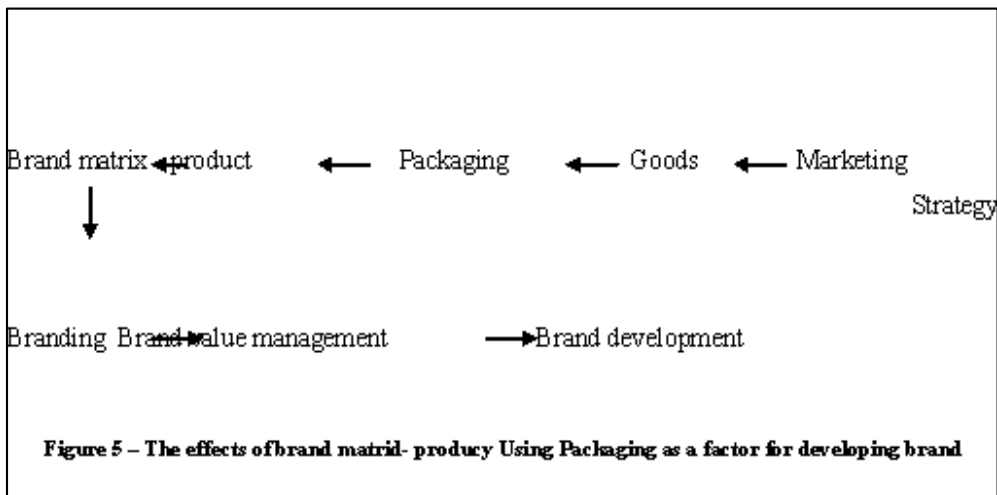 Brand matrix product Packaging Goods Marketing
Strategy
Branding Brand value management Brand development
Figure 5 – The effects of brand matrid- producy Using Packaging as a factor for developing brand